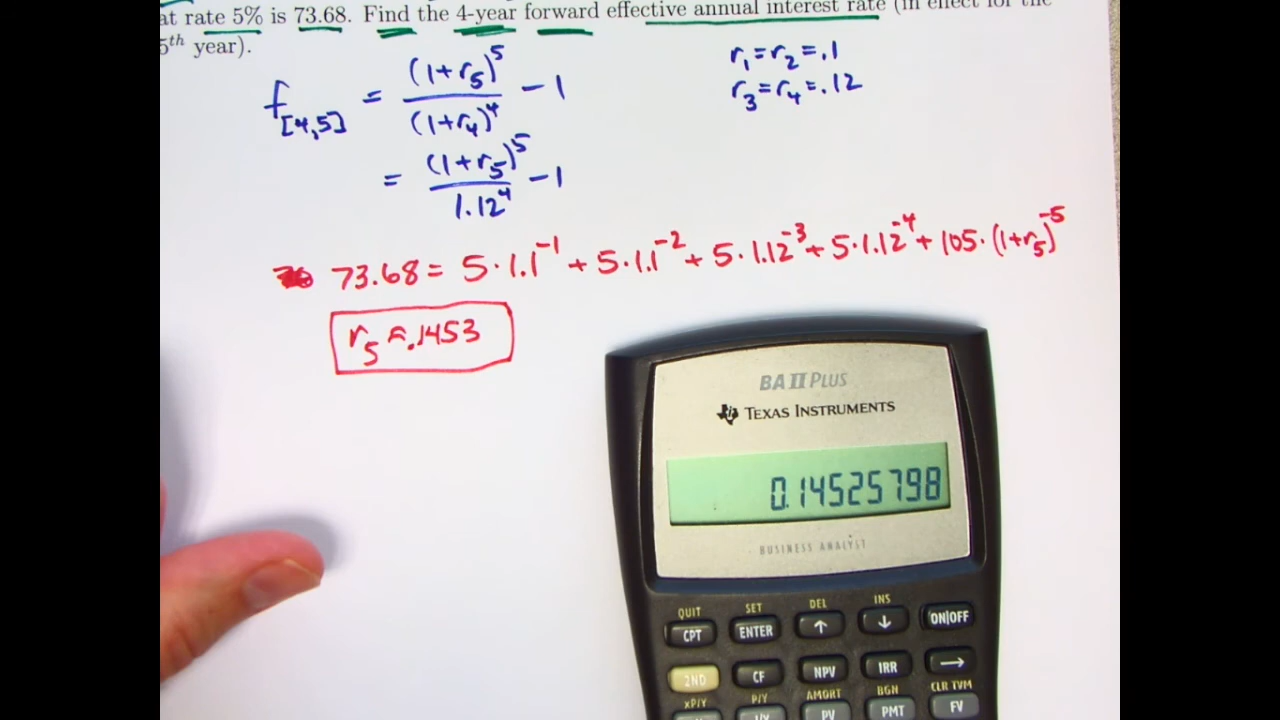 at rate 5% is 73.68. Find the 4-year forward effective annual interest rate (in effect for the
5th year).
f[4,5] = (1+r5)^5 / (1+r4)^4 − 1
r1=r2=.1
r3=r4=.12
= (1+r5)^5 / 1.12^4 − 1
73.68 = 5·1.1^-1 + 5·1.1^-2 + 5·1.12^-3 + 5·1.12^-4 + 105·(1+r5)^-5
r5 ≈ .1453
BA II PLUS
TEXAS INSTRUMENTS
0.14525798
BUSINESS ANALYST
QUIT SET DEL INS
CPT ENTER ↑ ↓ ON|OFF
2ND CF NPV IRR →
xP/Y P/Y AMORT BGN CLR TVM
I/Y PV PMT FV